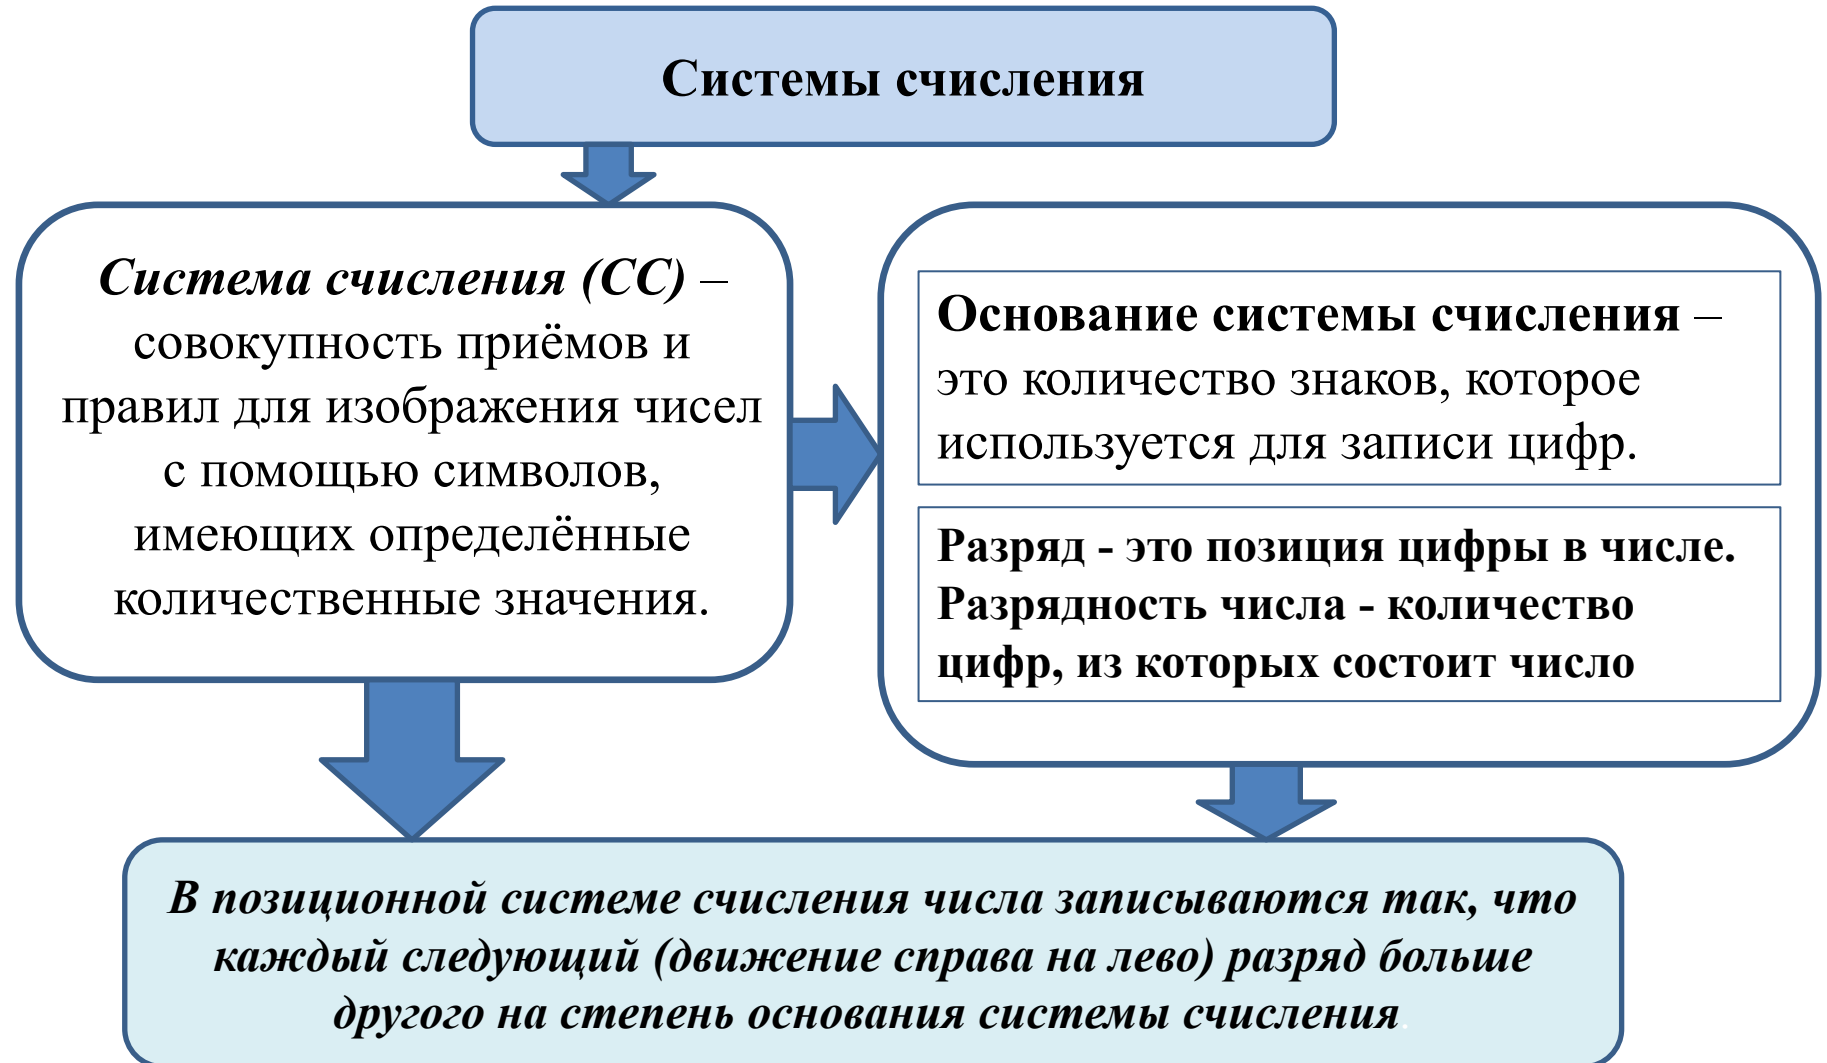 Системы счисления
Система счисления (СС) –
совокупность приёмов и
правил для изображения чисел
с помощью символов,
имеющих определённые
количественные значения.
Основание системы счисления –
это количество знаков, которое
используется для записи цифр.
Разряд - это позиция цифры в числе.
Разрядность числа - количество
цифр, из которых состоит число
В позиционной системе счисления числа записываются так, что
каждый следующий (движение справа на лево) разряд больше
другого на степень основания системы счисления.